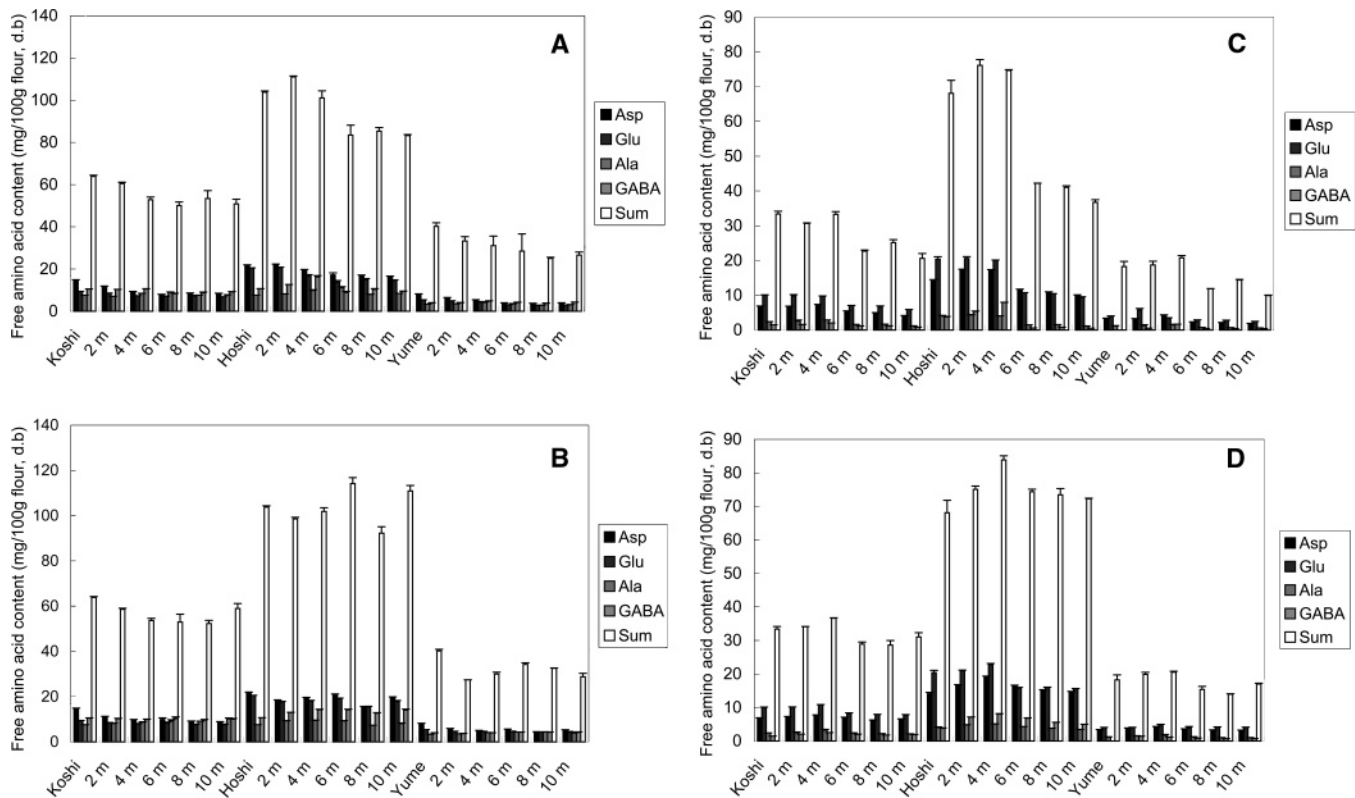 Free amino acid content (mg/100g flour, d.b)
140
120
100
80
60
40
20
0
A
Asp
Glu
Ala
GABA
Sum
Koshi
2 m
4 m
6 m
8 m
10 m
Hoshi
2 m
4 m
6 m
8 m
10 m
Yume
2 m
4 m
6 m
8 m
10 m
Free amino acid content (mg/100g flour, d.b)
90
80
70
60
50
40
30
20
10
0
C
Asp
Glu
Ala
GABA
Sum
Koshi
2 m
4 m
6 m
8 m
10 m
Hoshi
2 m
4 m
6 m
8 m
10 m
Yume
2 m
4 m
6 m
8 m
10 m
Free amino acid content (mg/100g flour, d.b)
140
120
100
80
60
40
20
0
B
Asp
Glu
Ala
GABA
Sum
Koshi
2 m
4 m
6 m
8 m
10 m
Hoshi
2 m
4 m
6 m
8 m
10 m
Yume
2 m
4 m
6 m
8 m
10 m
Free amino acid content (mg/100g flour, d.b)
90
80
70
60
50
40
30
20
10
0
D
Asp
Glu
Ala
GABA
Sum
Koshi
2 m
4 m
6 m
8 m
10 m
Hoshi
2 m
4 m
6 m
8 m
10 m
Yume
2 m
4 m
6 m
8 m
10 m